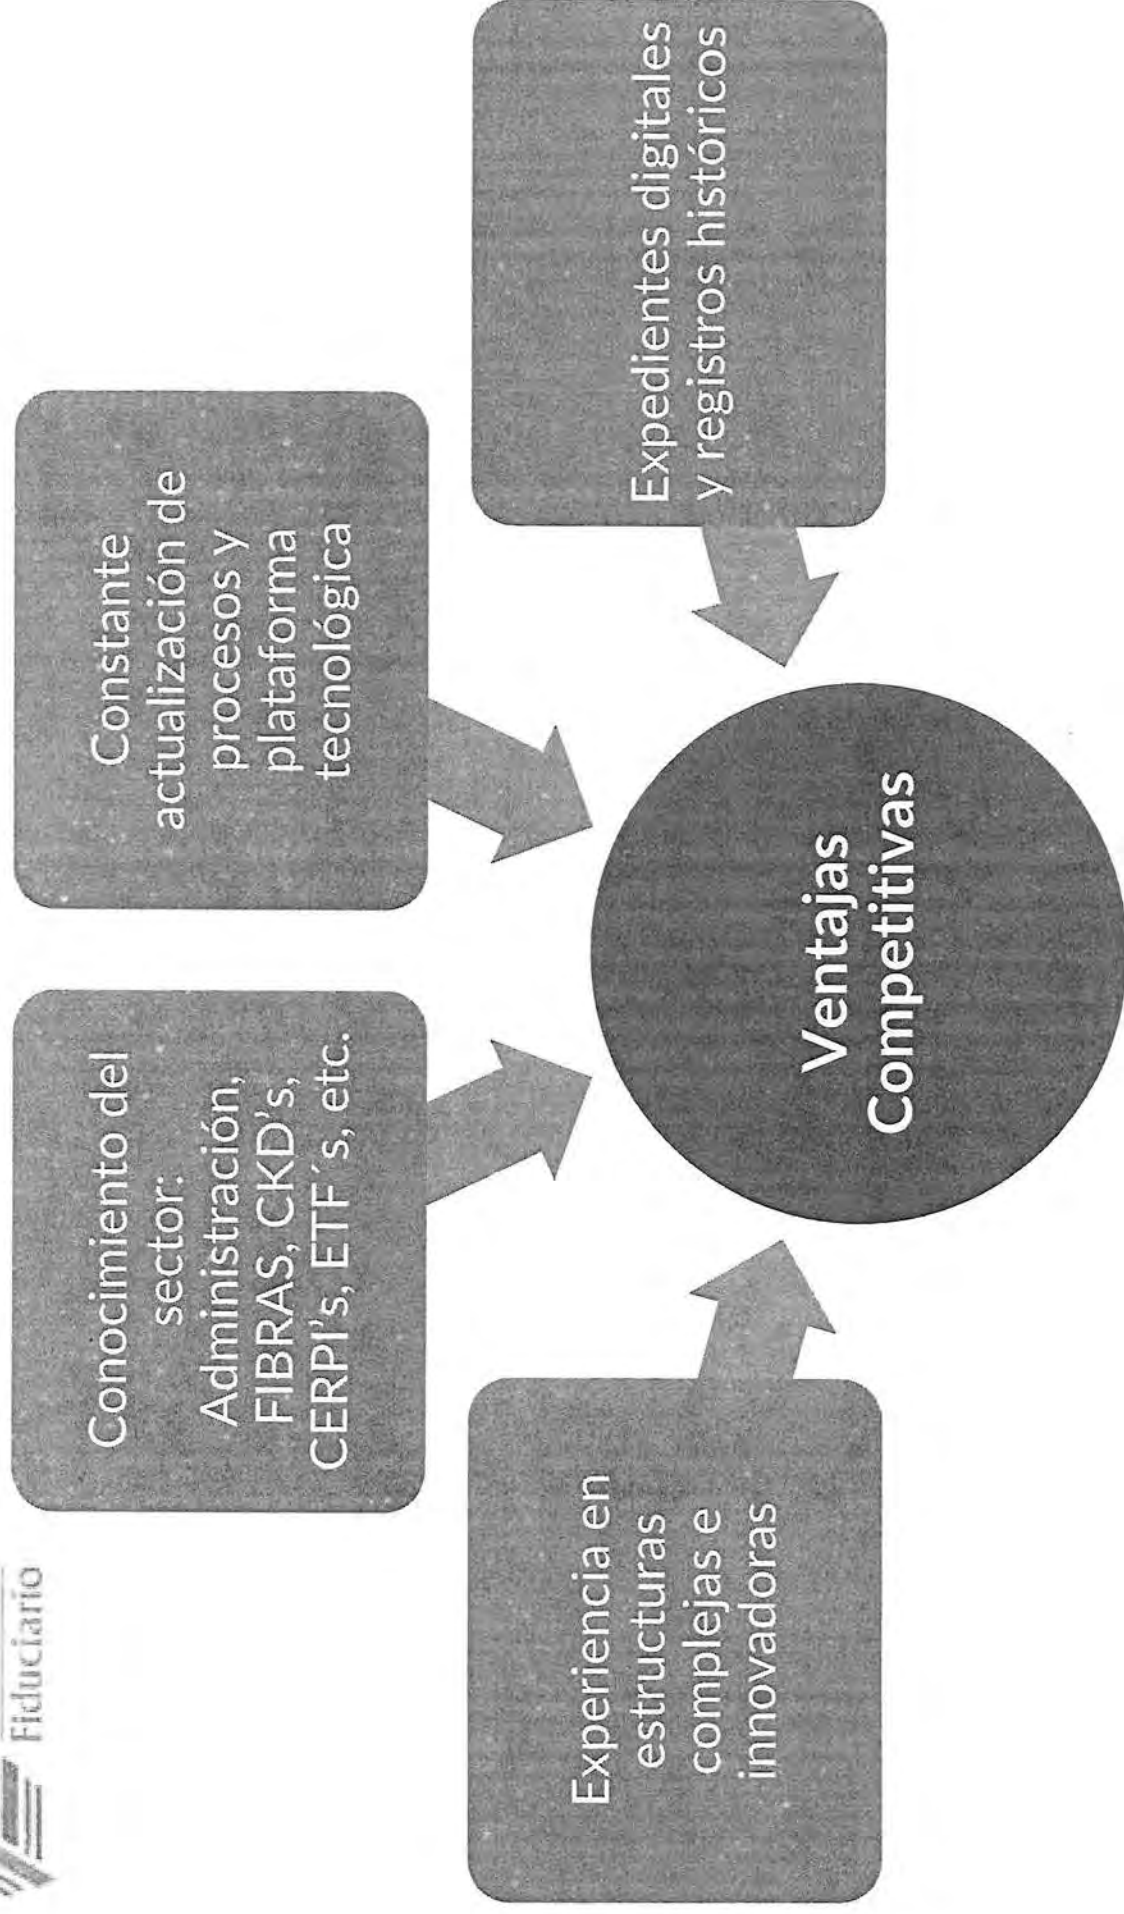 Fiduciario
Experiencia en
estructuras
complejas e
innovadoras
Conocimiento del
sector:
Administración,
FIBRAS, CKD's,
CERPI's, ETF´s, etc.
Constante
actualización de
procesos y
plataforma
tecnológica
Expedientes digitales
y registros históricos
Ventajas
Competitivas